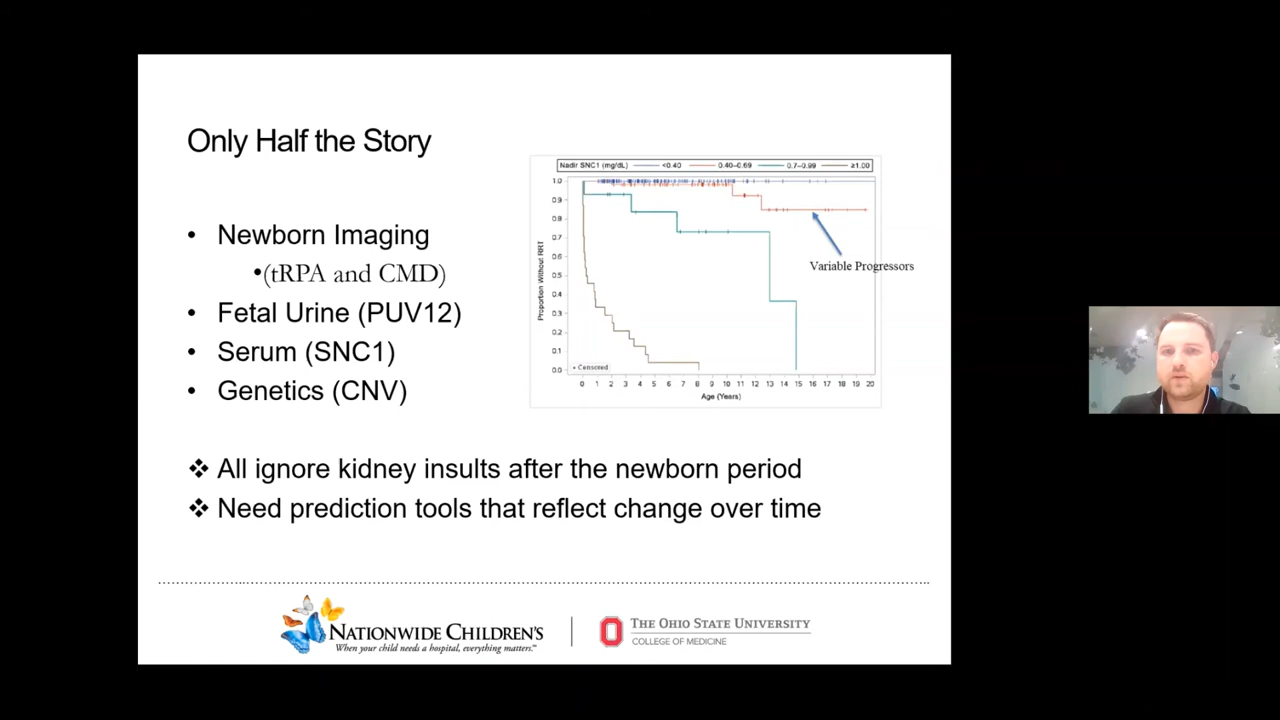 Only Half the Story
• Newborn Imaging
•(tRPA and CMD)
• Fetal Urine (PUV12)
• Serum (SNC1)
• Genetics (CNV)
Nadir SNC1 (mg/dL) <0.40 0.40–0.69 0.7–0.99 ≥1.00
Proportion Without RRT
1.0
0.9
0.8
0.7
0.6
0.5
0.4
0.3
0.2
0.1
0.0
Variable Progressors
+ Censored
0 1 2 3 4 5 6 7 8 9 10 11 12 13 14 15 16 17 18 19 20
Age (Years)
❖ All ignore kidney insults after the newborn period
❖ Need prediction tools that reflect change over time
NATIONWIDE CHILDREN'S
When your child needs a hospital, everything matters.™
THE OHIO STATE UNIVERSITY
COLLEGE OF MEDICINE